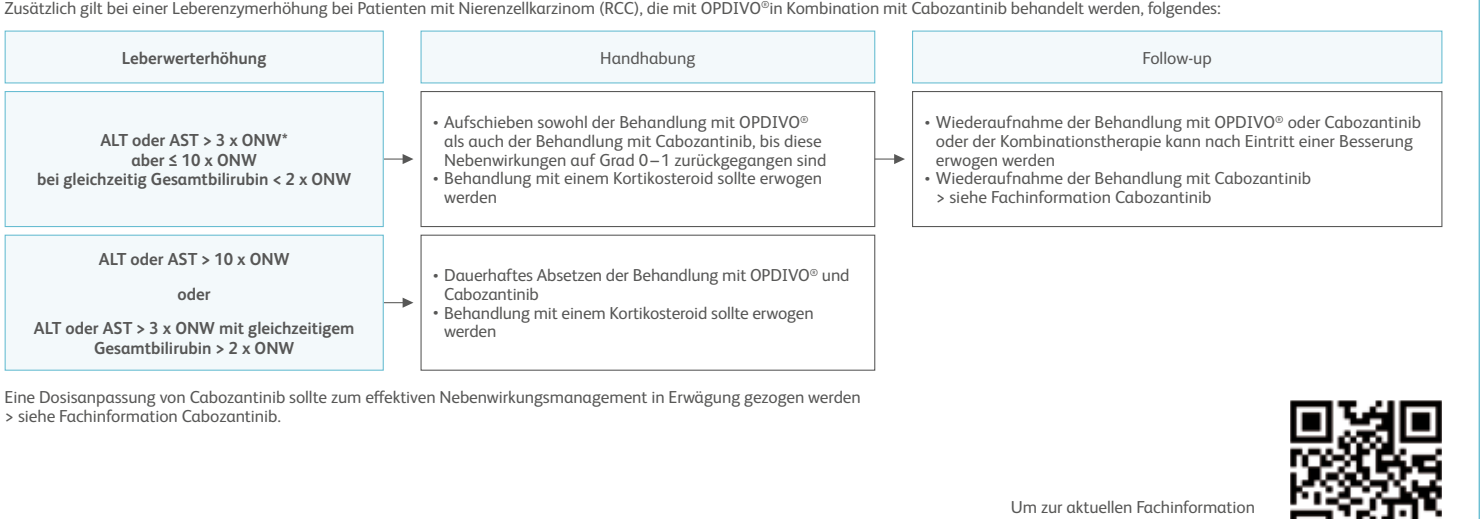 Zusätzlich gilt bei einer Leberenzymerhöhung bei Patienten mit Nierenzellkarzinom (RCC), die mit OPDIVO®in Kombination mit Cabozantinib behandelt werden, folgendes:
Leberwerterhöhung
Handhabung
Follow-up
ALT oder AST > 3 x ONW*
aber ≤ 10 x ONW
bei gleichzeitig Gesamtbilirubin < 2 x ONW
• Aufschieben sowohl der Behandlung mit OPDIVO®
als auch der Behandlung mit Cabozantinib, bis diese
Nebenwirkungen auf Grad 0–1 zurückgegangen sind
• Behandlung mit einem Kortikosteroid sollte erwogen
werden
• Wiederaufnahme der Behandlung mit OPDIVO® oder Cabozantinib
oder der Kombinationstherapie kann nach Eintritt einer Besserung
erwogen werden
• Wiederaufnahme der Behandlung mit Cabozantinib
> siehe Fachinformation Cabozantinib
ALT oder AST > 10 x ONW
oder
ALT oder AST > 3 x ONW mit gleichzeitigem
Gesamtbilirubin > 2 x ONW
• Dauerhaftes Absetzen der Behandlung mit OPDIVO® und
Cabozantinib
• Behandlung mit einem Kortikosteroid sollte erwogen
werden
Eine Dosisanpassung von Cabozantinib sollte zum effektiven Nebenwirkungsmanagement in Erwägung gezogen werden
> siehe Fachinformation Cabozantinib.
Um zur aktuellen Fachinformation